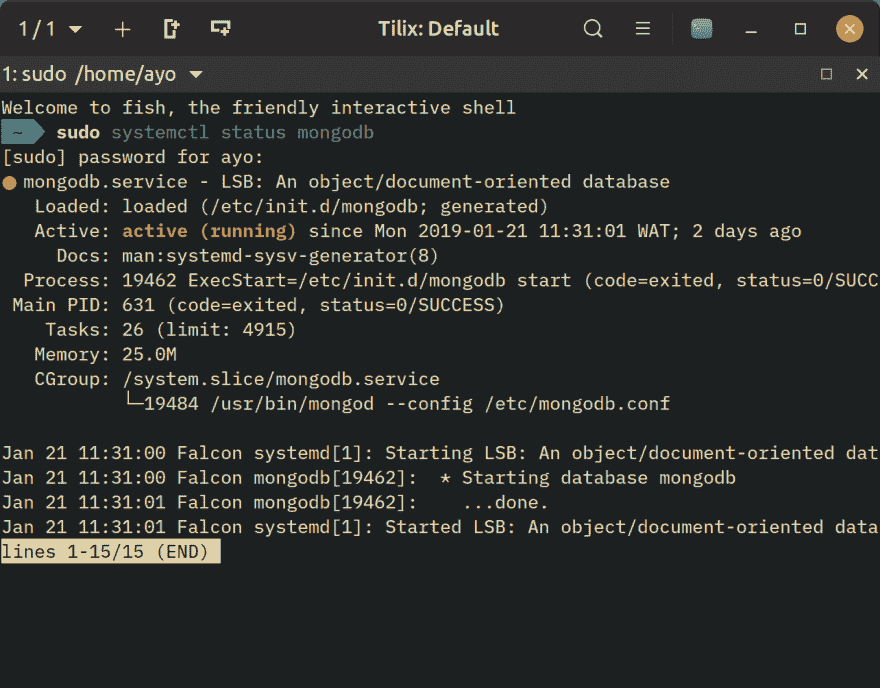 1 / 1
Tilix: Default
1: sudo /home/ayo
Welcome to fish, the friendly interactive shell
~ sudo systemctl status mongodb
[sudo] password for ayo:
● mongodb.service - LSB: An object/document-oriented database
   Loaded: loaded (/etc/init.d/mongodb; generated)
   Active: active (running) since Mon 2019-01-21 11:31:01 WAT; 2 days ago
     Docs: man:systemd-sysv-generator(8)
  Process: 19462 ExecStart=/etc/init.d/mongodb start (code=exited, status=0/SUCC
 Main PID: 631 (code=exited, status=0/SUCCESS)
    Tasks: 26 (limit: 4915)
   Memory: 25.0M
   CGroup: /system.slice/mongodb.service
           └─19484 /usr/bin/mongod --config /etc/mongodb.conf
Jan 21 11:31:00 Falcon systemd[1]: Starting LSB: An object/document-oriented dat
Jan 21 11:31:00 Falcon mongodb[19462]:  * Starting database mongodb
Jan 21 11:31:01 Falcon mongodb[19462]:    ...done.
Jan 21 11:31:01 Falcon systemd[1]: Started LSB: An object/document-oriented data
lines 1-15/15 (END)